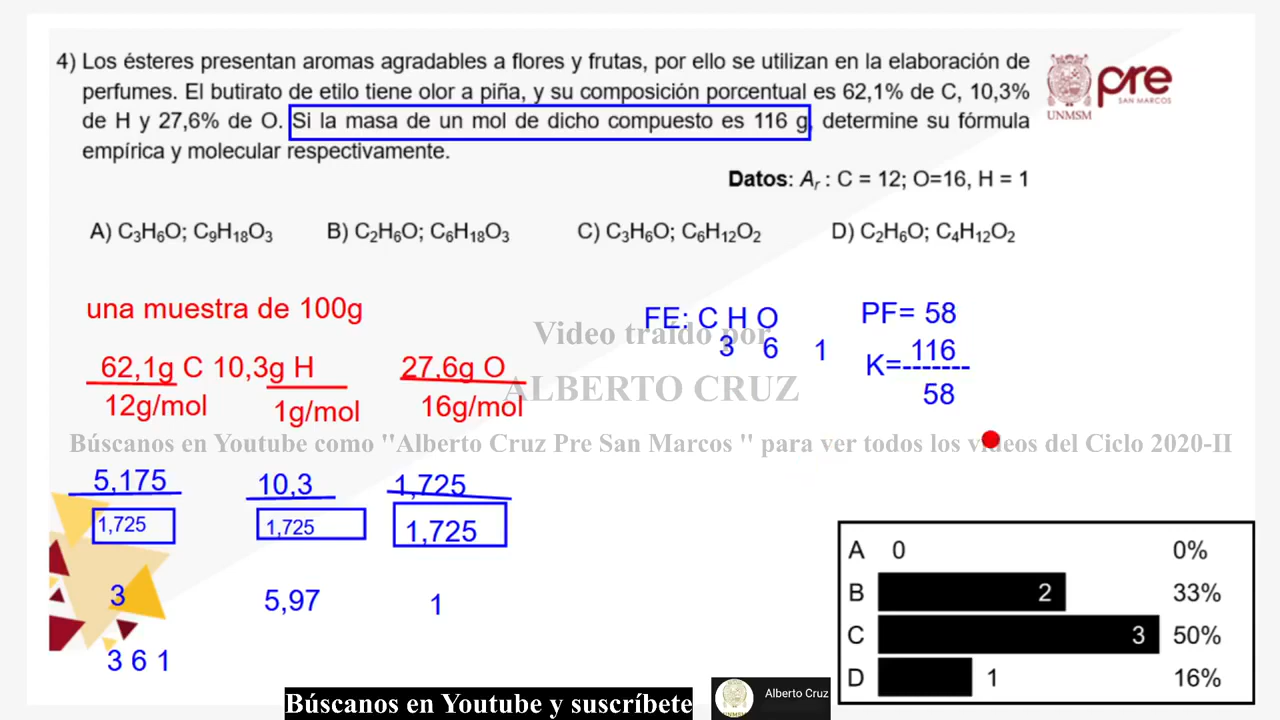 4) Los ésteres presentan aromas agradables a flores y frutas, por ello se utilizan en la elaboración de
perfumes. El butirato de etilo tiene olor a piña, y su composición porcentual es 62,1% de C, 10,3%
de H y 27,6% de O. Si la masa de un mol de dicho compuesto es 116 g, determine su fórmula
empírica y molecular respectivamente.
pre
SAN MARCOS
UNMSM
Datos: Ar : C = 12; O=16, H = 1
A) C3H6O; C9H18O3 B) C2H6O; C6H18O3 C) C3H6O; C6H12O2 D) C2H6O; C4H12O2
una muestra de 100g
FE: C H O
3 6 1
PF= 58
K= 116
-------
58
Video traído por
ALBERTO CRUZ
62,1g C 10,3g H 27,6g O
12g/mol 1g/mol 16g/mol
Búscanos en Youtube como "Alberto Cruz Pre San Marcos " para ver todos los videos del Ciclo 2020-II
5,175 10,3 1,725
1,725 1,725 1,725
3 5,97 1
3 6 1
A 0 0%
B 2 33%
C 3 50%
D 1 16%
Búscanos en Youtube y suscríbete
Alberto Cruz
UNMSM